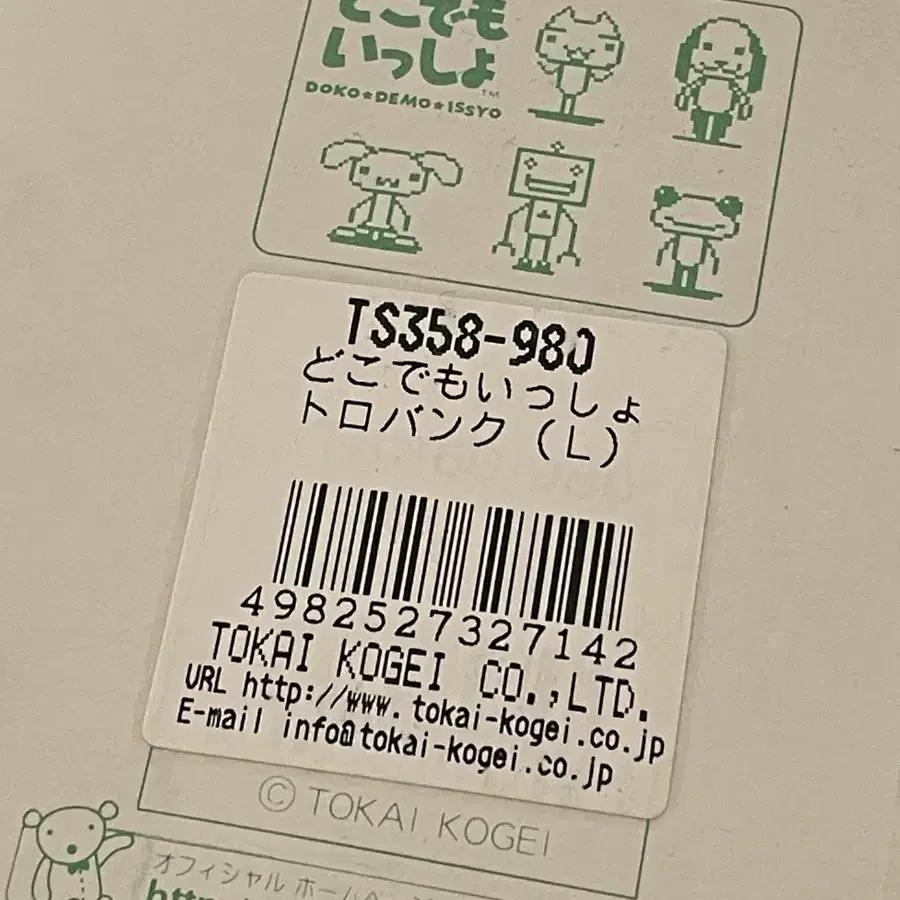 どこでも
いっしょ
TM
DOKO★DEMO★ISSYO
TS358-980
どこでもいっしょ
トロバンク (L)
4982527327142
TOKAI KOGEI CO.,LTD.
URL http://www.tokai-kogei.co.jp
E-mail info@tokai-kogei.co.jp
© TOKAI KOGEI
オフィシャル ホーム